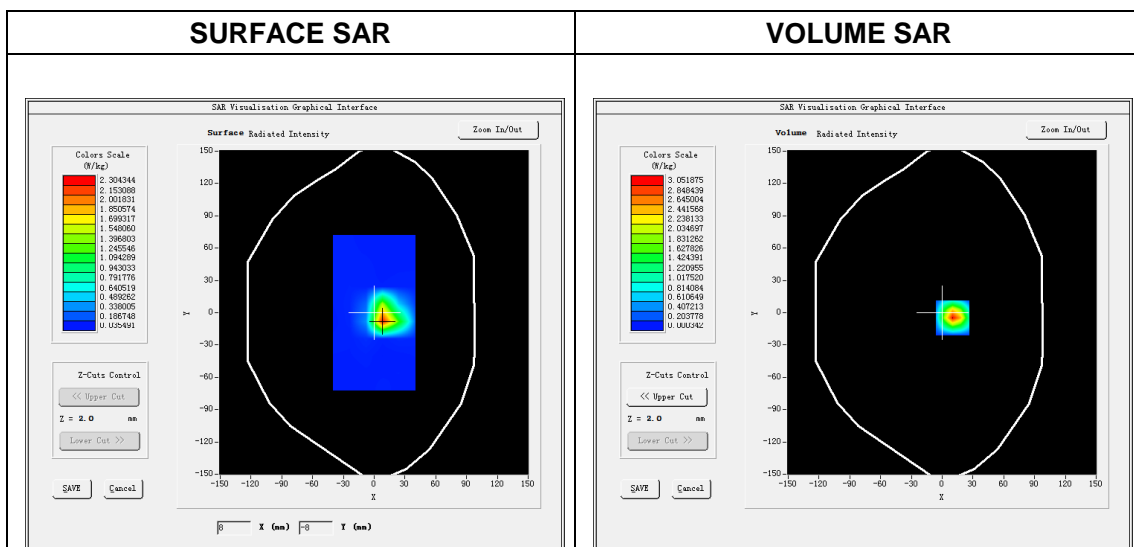 SURFACE SAR
VOLUME SAR
SAR Visualisation Graphical Interface
Surface Radiated Intensity
Zoom In/Out
Colors Scale
(W/kg)
2.304344
2.153088
2.001831
1.850574
1.699317
1.548060
1.396803
1.245546
1.094289
0.943033
0.791776
0.640519
0.489262
0.338005
0.186748
0.035491
150
120
90
60
30
0
-30
-60
-90
-120
-150
Y
-150 -120 -90 -60 -30 0 30 60 90 120 150
X
Z-Cuts Control
<< Upper Cut
Z = 2.0 mm
Lower Cut >>
SAVE Cancel
8 X (mm) -8 Y (mm)
SAR Visualisation Graphical Interface
Volume Radiated Intensity
Zoom In/Out
Colors Scale
(W/kg)
3.051875
2.848439
2.645004
2.441568
2.238133
2.034697
1.831262
1.627826
1.424391
1.220955
1.017520
0.814084
0.610649
0.407213
0.203778
0.000342
150
120
90
60
30
0
-30
-60
-90
-120
-150
Y
-150 -120 -90 -60 -30 0 30 60 90 120 150
X
Z-Cuts Control
<< Upper Cut
Z = 2.0 mm
Lower Cut >>
SAVE Cancel